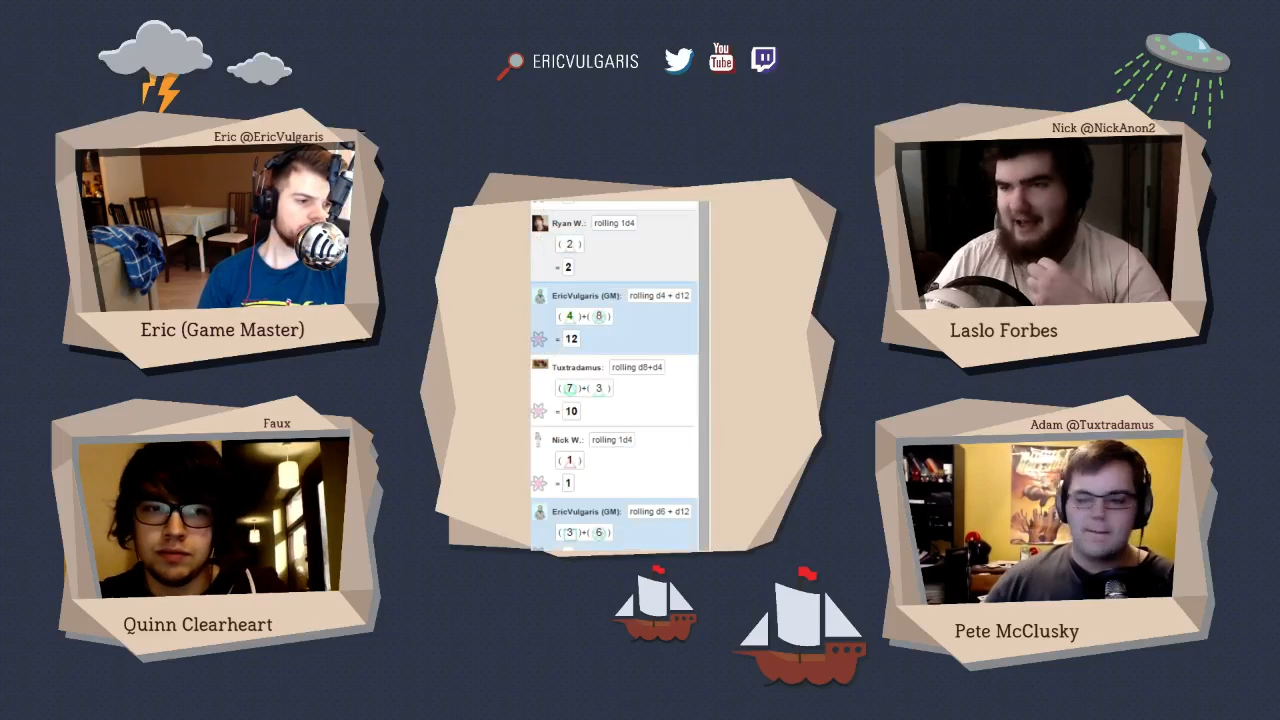 ERICVULGARIS
You
Tube
Eric @EricVulgaris
Eric (Game Master)
Nick @NickAnon2
Laslo Forbes
Ryan W.: rolling 1d4
( 2 )
= 2
EricVulgaris (GM): rolling d4 + d12
( 4 )+( 8 )
= 12
Tuxtradamus: rolling d8+d4
( 7 )+( 3 )
= 10
Nick W.: rolling 1d4
( 1 )
= 1
EricVulgaris (GM): rolling d6 + d12
( 3 )+( 6 )
Faux
Quinn Clearheart
Adam @Tuxtradamus
Pete McClusky